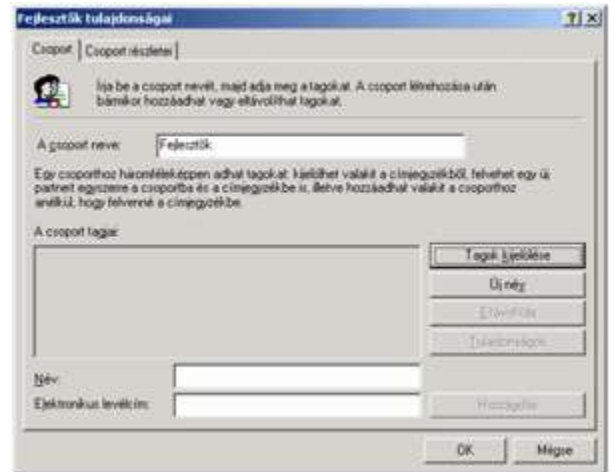 Fejlesztők tulajdonságai
Csoport
Csoport részletei
Írja be a csoport nevét, majd adja meg a tagokat. A csoport létrehozása után
bármikor hozzáadhat vagy eltávolíthat tagokat.
A csoport neve:
Fejlesztők
Egy csoporthoz háromféleképpen adhat tagokat: kijelölhet valakit a címjegyzékből, felvehet egy új
partnert egyszerre a csoportba és a címjegyzékbe is, illetve hozzáadhat valakit a csoporthoz
anélkül, hogy felvenné a címjegyzékbe.
A csoport tagjai:
Tagok kijelölése
Új név
Eltávolítás
Tulajdonságok
Név:
Elektronikus levélcím:
Hozzáadás
OK
Mégse